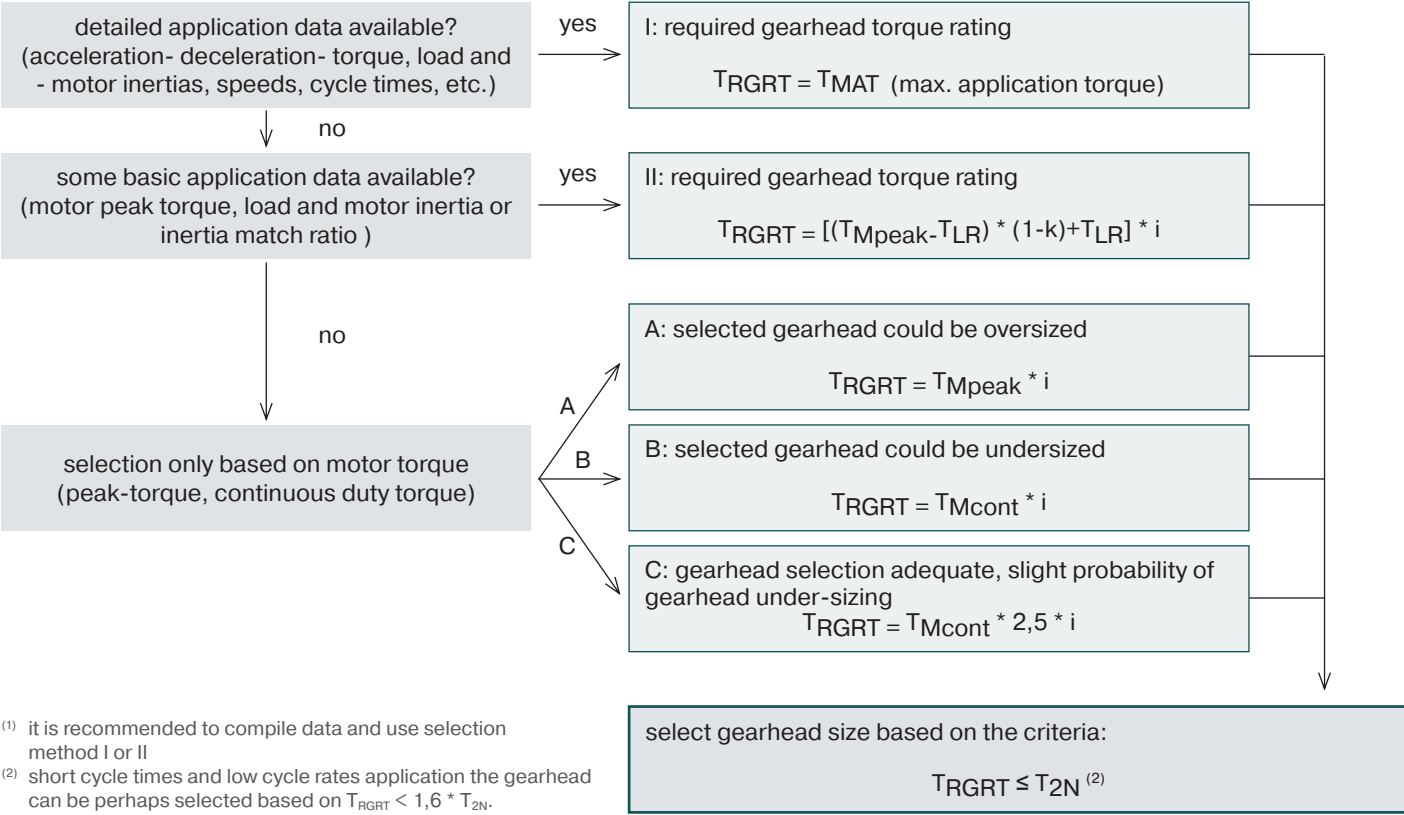 detailed application data available?
(acceleration- deceleration- torque, load and
- motor inertias, speeds, cycle times, etc.)
yes
I: required gearhead torque rating
TRGRT = TMAT (max. application torque)
no
some basic application data available?
(motor peak torque, load and motor inertia or
inertia match ratio )
yes
II: required gearhead torque rating
TRGRT = [(TMpeak-TLR) * (1-k)+TLR] * i
no
A: selected gearhead could be oversized
TRGRT = TMpeak * i
selection only based on motor torque
(peak-torque, continuous duty torque)
A
B
C
B: selected gearhead could be undersized
TRGRT = TMcont * i
C: gearhead selection adequate, slight probability of
gearhead under-sizing
TRGRT = TMcont * 2,5 * i
(1) it is recommended to compile data and use selection
method I or II
(2) short cycle times and low cycle rates application the gearhead
can be perhaps selected based on TRGRT < 1,6 * T2N.
select gearhead size based on the criteria:
TRGRT ≤ T2N (2)